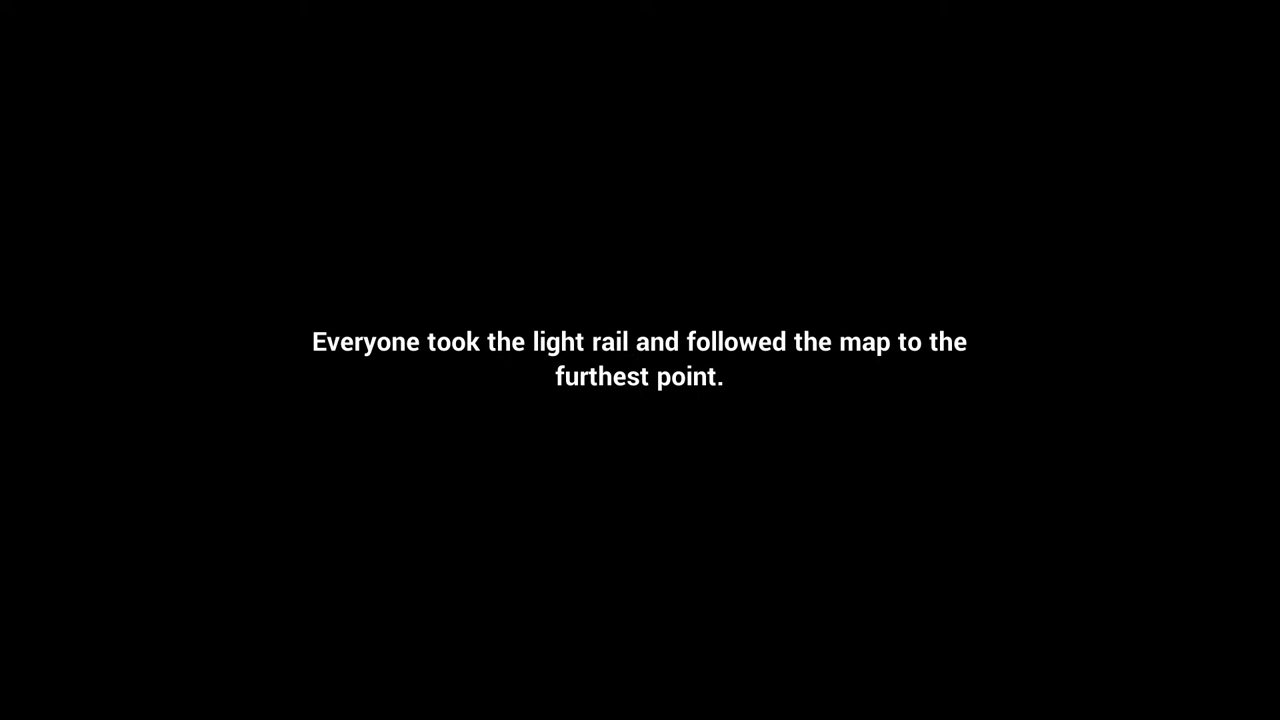 Everyone took the light rail and followed the map to the
furthest point.